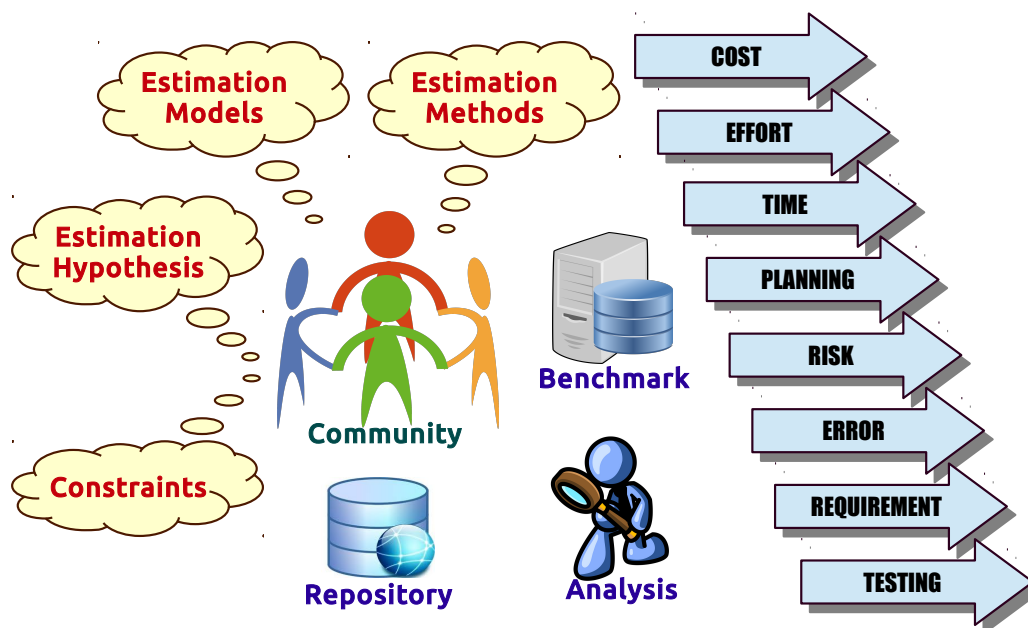 Estimation
Models
Estimation
Methods
Estimation
Hypothesis
Constraints
Community
Benchmark
Repository
Analysis
COST
EFFORT
TIME
PLANNING
RISK
ERROR
REQUIREMENT
TESTING